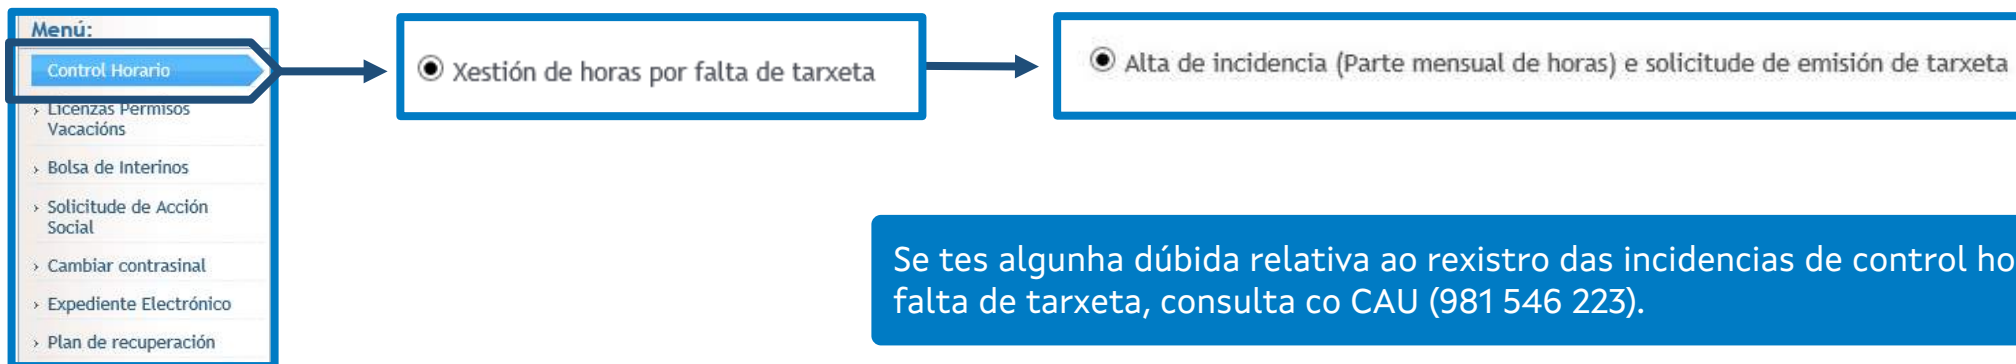 Menú:
Control Horario
› Licenzas Permisos
Vacacións
› Bolsa de Interinos
› Solicitude de Acción
Social
› Cambiar contrasinal
› Expediente Electrónico
› Plan de recuperación
Xestión de horas por falta de tarxeta
Alta de incidencia (Parte mensual de horas) e solicitude de emisión de tarxeta
Se tes algunha dúbida relativa ao rexistro das incidencias de control ho
falta de tarxeta, consulta co CAU (981 546 223).